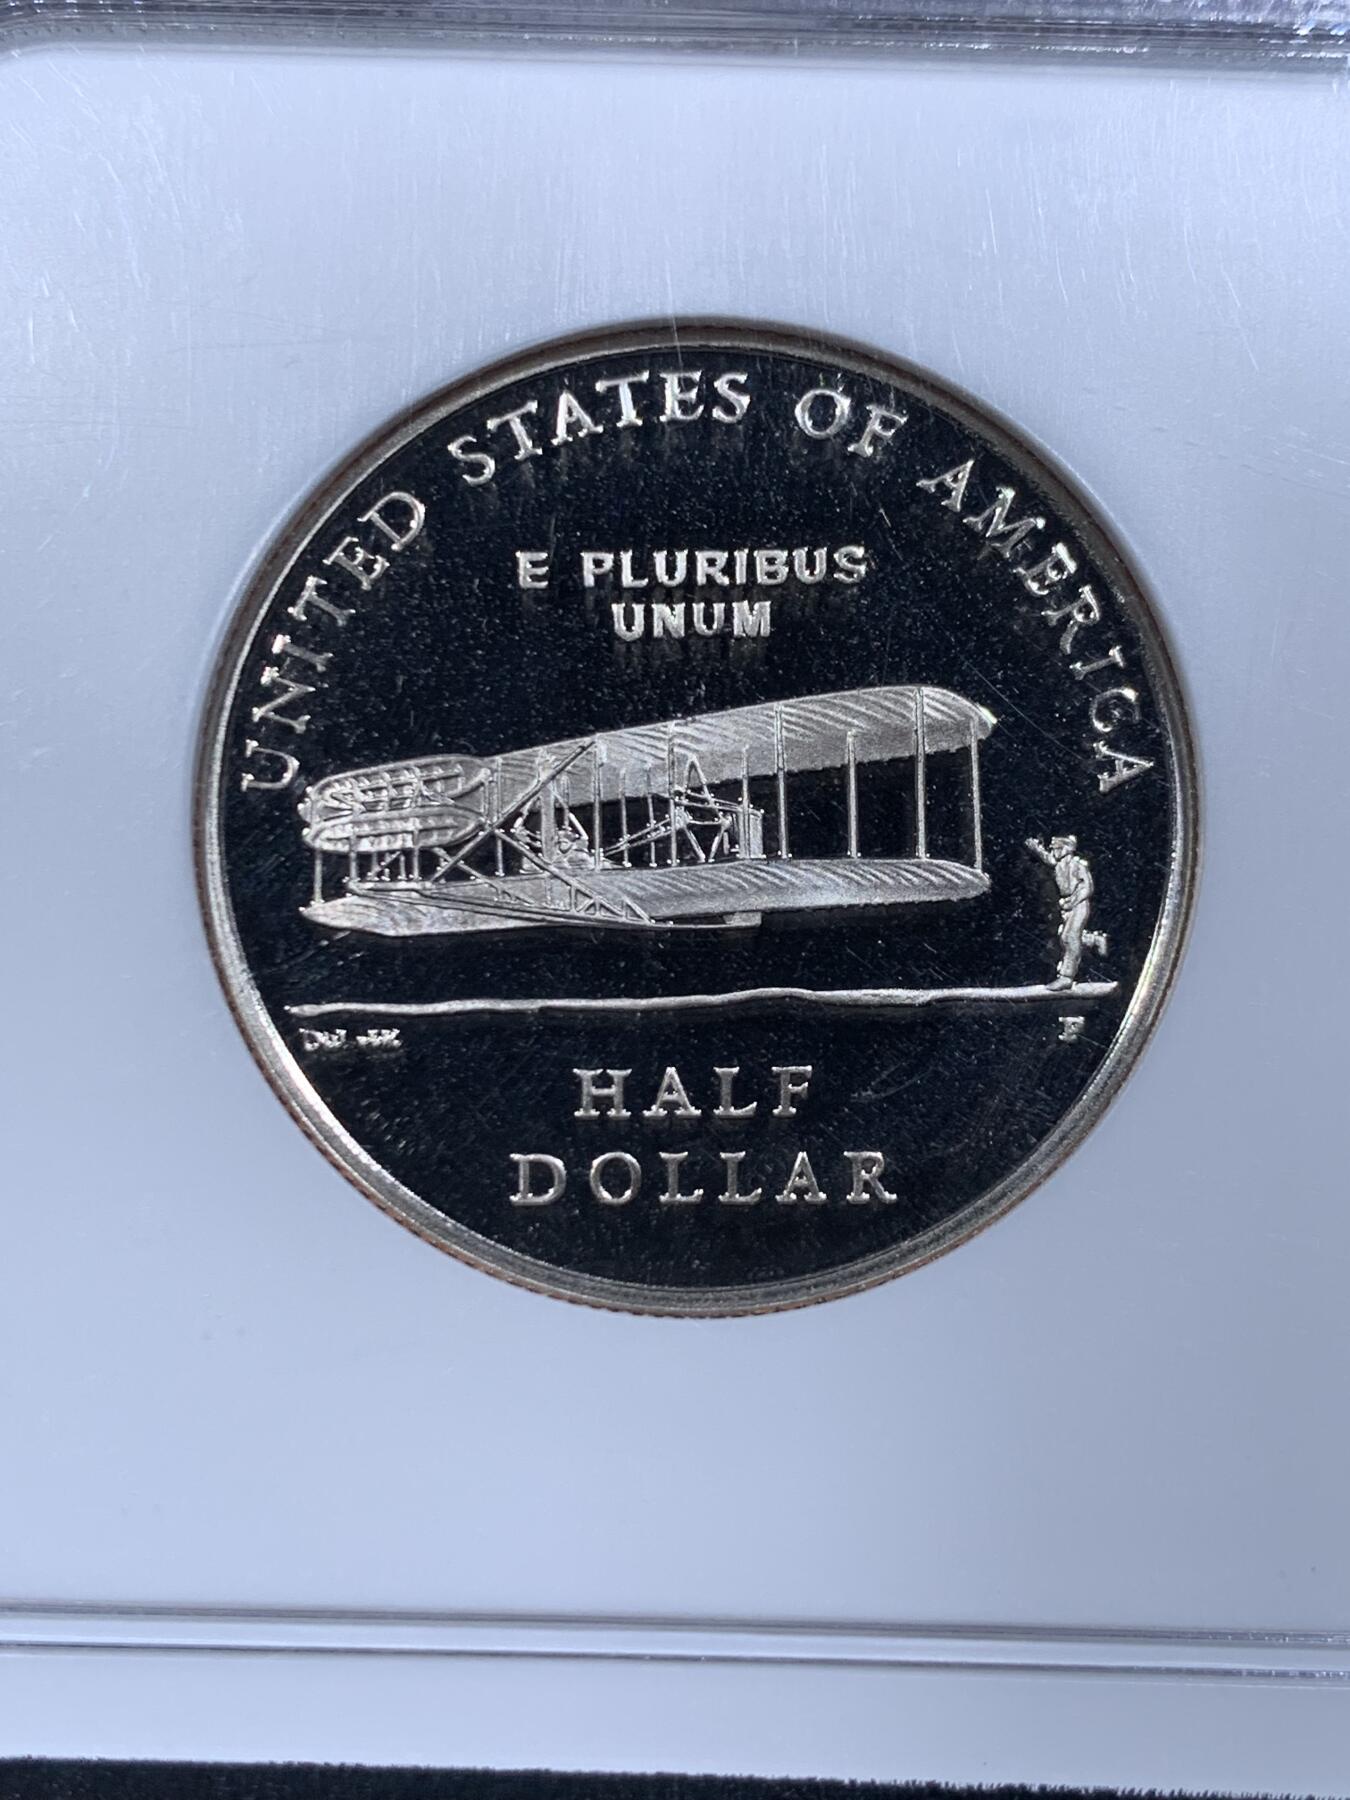 UNITED STATES OF AMERICA
E PLURIBUS
UNUM
HALF
DOLLAR